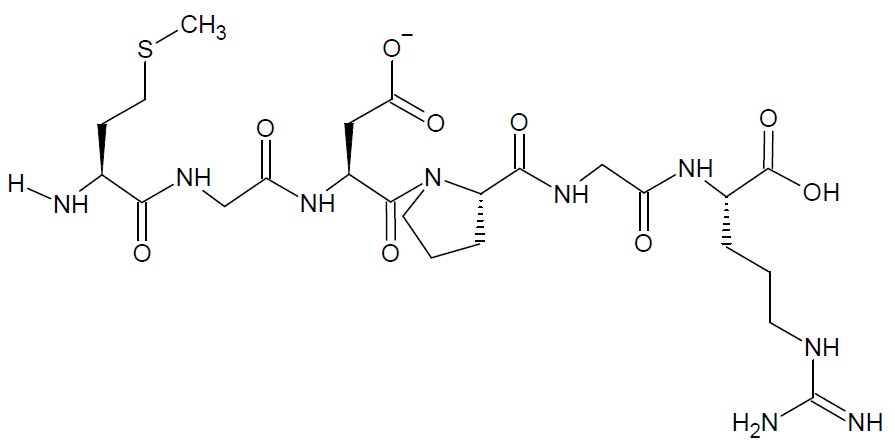 CH3
S
O−
O O O O
H NH NH NH N NH NH OH
O O O
NH
H2N NH